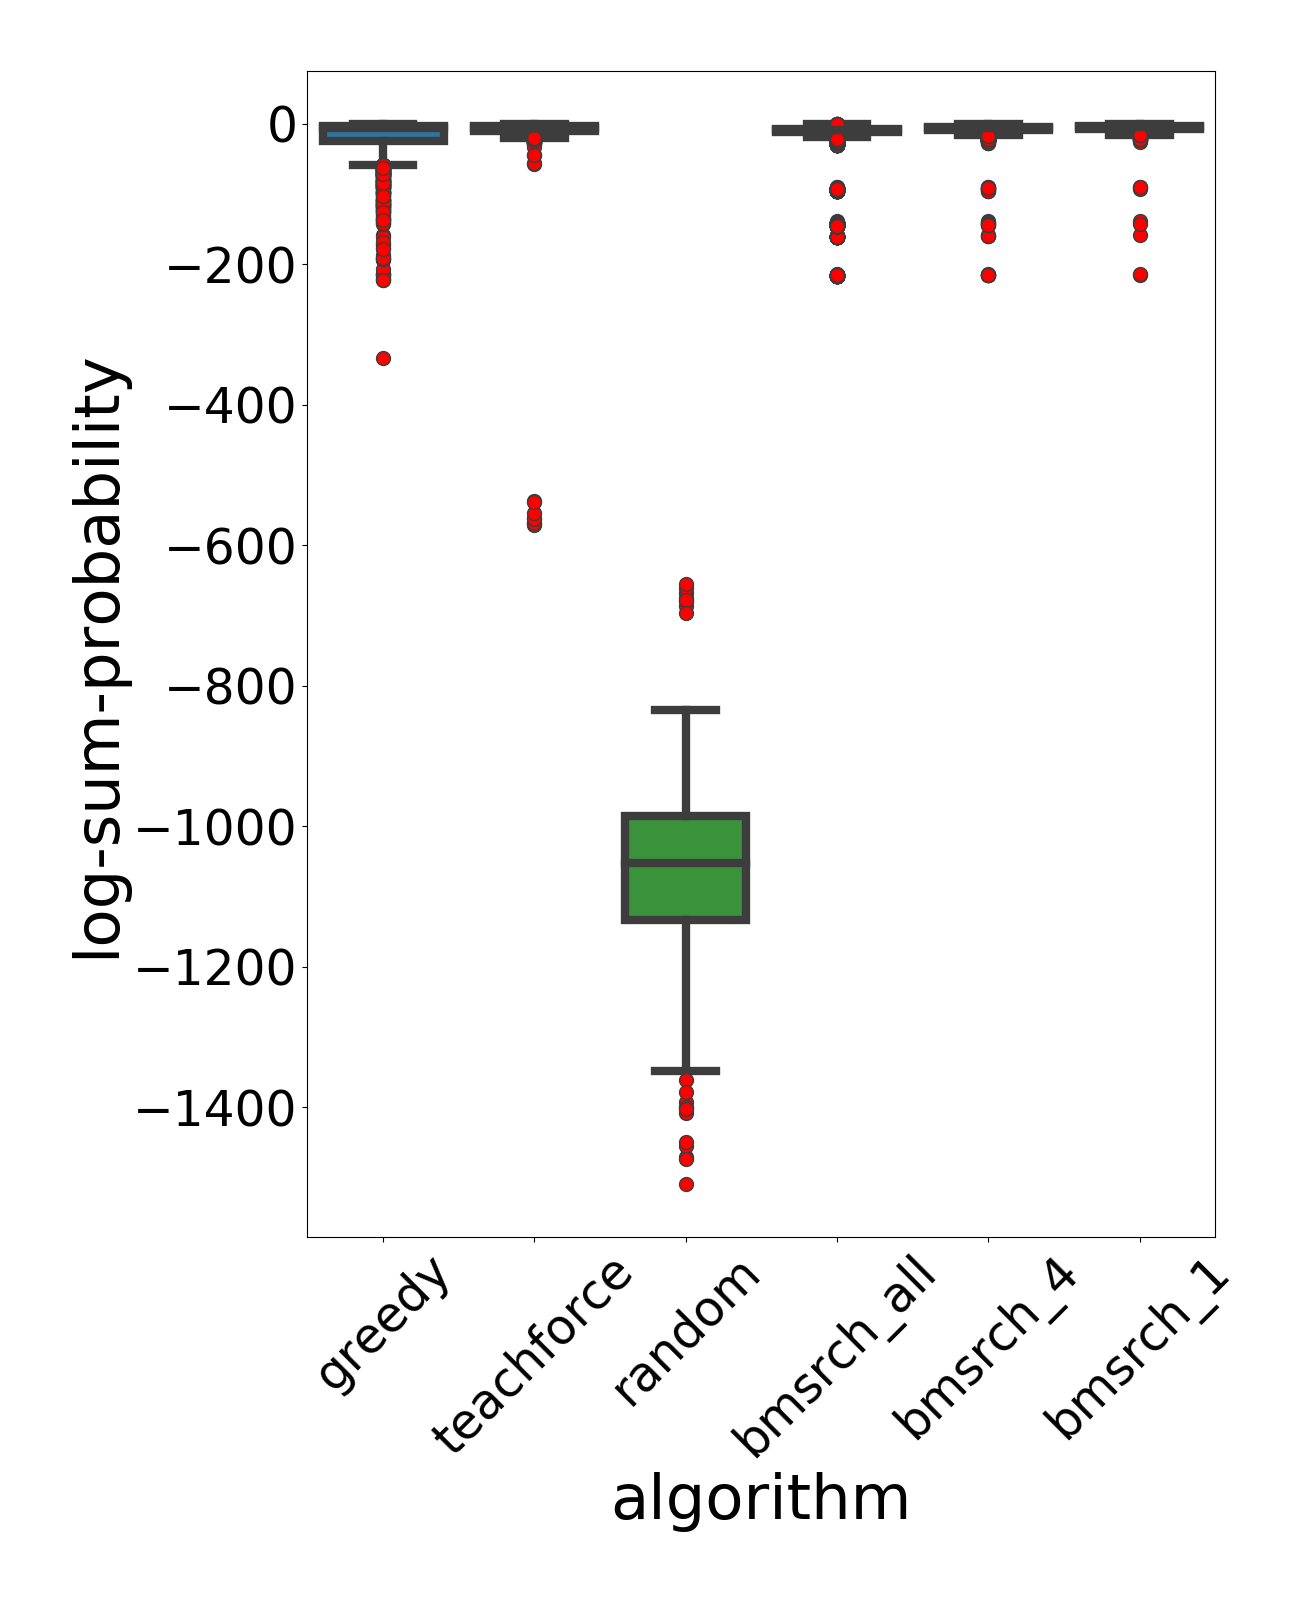 0
−200
−400
−600
−800
−1000
−1200
−1400
log-sum-probability
greedy
teachforce
random
bmsrch_all
bmsrch_4
bmsrch_1
algorithm